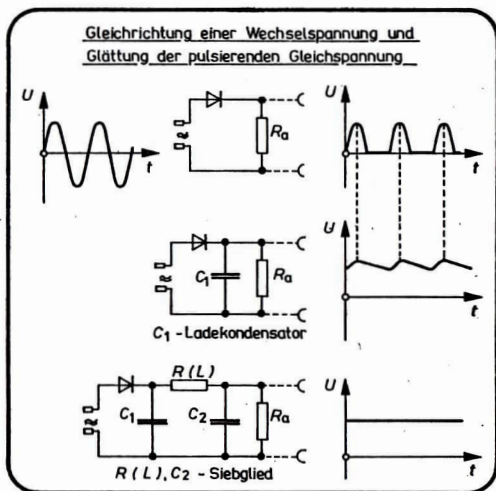 Gleichrichtung einer Wechselspannung und
Glättung der pulsierenden Gleichspannung
U
t
≈
Ra
U
t
≈
C1
Ra
C1 - Ladekondensator
U
t
≈
C1
R(L)
C2
Ra
R(L), C2 - Siebglied
U
t